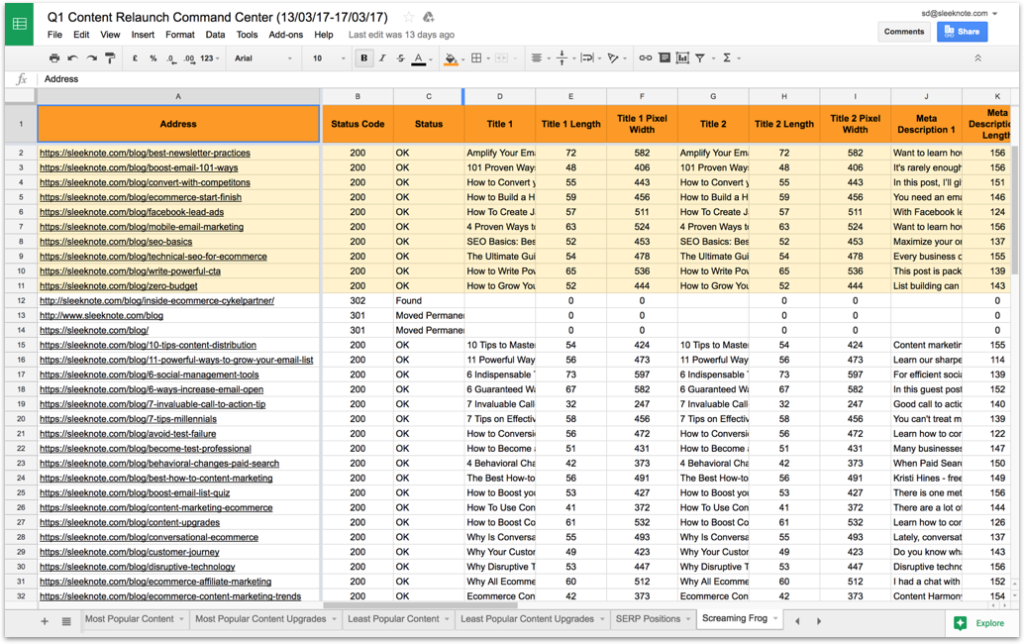 Q1 Content Relaunch Command Center (13/03/17-17/03/17)
sd@sleeknote.com
File Edit View Insert Format Data Tools Add-ons Help Last edit was 13 days ago
Comments Share
£ % .0 .00 123 Arial 10 B I S A Σ
fx Address
A B C D E F G H I J K
1 Address Status Code Status Title 1 Title 1 Length Title 1 Pixel Width Title 2 Title 2 Length Title 2 Pixel Width Meta Description 1 Meta Descriptic Length
2 https://sleeknote.com/blog/best-newsletter-practices 200 OK Amplify Your Ema 72 582 Amplify Your Ema 72 582 Want to learn how 156
3 https://sleeknote.com/blog/boost-email-101-ways 200 OK 101 Proven Way 48 406 101 Proven Way 48 406 It's rarely enough 156
4 https://sleeknote.com/blog/convert-with-competitons 200 OK How to Convert y 55 443 How to Convert y 55 443 In this post, I'll gi 151
5 https://sleeknote.com/blog/ecommerce-start-finish 200 OK How to Build a H 59 456 How to Build a H 59 456 You need an ema 146
6 https://sleeknote.com/blog/facebook-lead-ads 200 OK How To Create J 57 511 How To Create J 57 511 With Facebook le 124
7 https://sleeknote.com/blog/mobile-email-marketing 200 OK 4 Proven Ways t 63 524 4 Proven Ways t 63 524 Want to learn how 156
8 https://sleeknote.com/blog/seo-basics 200 OK SEO Basics: Bes 52 453 SEO Basics: Bes 52 453 Maximize your or 137
9 https://sleeknote.com/blog/technical-seo-for-ecommerce 200 OK The Ultimate Gui 54 478 The Ultimate Gui 54 478 Every business c 155
10 https://sleeknote.com/blog/write-powerful-cta 200 OK How to Write Pov 65 536 How to Write Pov 65 536 This post is pack 139
11 https://sleeknote.com/blog/zero-budget 200 OK How to Grow You 52 444 How to Grow You 52 444 List building can 143
12 http://sleeknote.com/blog/inside-ecommerce-cykelpartner/ 302 Found 0 0 0 0 0
13 http://www.sleeknote.com/blog 301 Moved Permaner 0 0 0 0 0
14 https://sleeknote.com/blog/ 301 Moved Permaner 0 0 0 0 0
15 https://sleeknote.com/blog/10-tips-content-distribution 200 OK 10 Tips to Maste 54 424 10 Tips to Maste 54 424 Content marketin 155
16 https://sleeknote.com/blog/11-powerful-ways-to-grow-your-email-list 200 OK 11 Powerful Way 56 473 11 Powerful Way 56 473 Learn our sharpe 114
17 https://sleeknote.com/blog/6-social-management-tools 200 OK 6 Indispensable 73 597 6 Indispensable 73 597 For efficient socia 139
18 https://sleeknote.com/blog/6-ways-increase-email-open 200 OK 6 Guaranteed Wa 67 582 6 Guaranteed Wa 67 582 In this guest post 152
19 https://sleeknote.com/blog/7-invaluable-call-to-action-tip 200 OK 7 Invaluable Call 32 247 7 Invaluable Call 32 247 Good call to actic 140
20 https://sleeknote.com/blog/7-tips-millennials 200 OK 7 Tips on Effectiv 58 456 7 Tips on Effectiv 58 456 You can't treat m 139
21 https://sleeknote.com/blog/avoid-test-failure 200 OK How to Conversi 56 472 How to Conversi 56 472 Learn how to cor 122
22 https://sleeknote.com/blog/become-test-professional 200 OK How to Become 51 431 How to Become 51 431 Many businesses 147
23 https://sleeknote.com/blog/behavioral-changes-paid-search 200 OK 4 Behavioral Cha 42 373 4 Behavioral Cha 42 373 When Paid Sear 150
24 https://sleeknote.com/blog/best-how-to-content-marketing 200 OK The Best How-to 56 491 The Best How-to 56 491 Kristi Hines - free 149
25 https://sleeknote.com/blog/boost-email-list-quiz 200 OK How to Boost you 53 427 How to Boost you 53 427 There is one met 156
26 https://sleeknote.com/blog/content-marketing-ecommerce 200 OK How To Use Con 41 372 How To Use Con 41 372 There are a lot of 144
27 https://sleeknote.com/blog/content-upgrades 200 OK How to Boost Co 61 532 How to Boost Co 61 532 Learn how to cor 126
28 https://sleeknote.com/blog/conversational-ecommerce 200 OK Why Is Conversa 55 493 Why Is Conversa 55 493 Lately, conversat 137
29 https://sleeknote.com/blog/customer-journey 200 OK Why Your Custor 49 423 Why Your Custor 49 423 Do you know wha 143
30 https://sleeknote.com/blog/disruptive-technology 200 OK Why Disruptive T 53 447 Why Disruptive T 53 447 Disruptive techno 156
31 https://sleeknote.com/blog/ecommerce-affiliate-marketing 200 OK Why All Ecomme 60 512 Why All Ecomme 60 512 I had a chat with 152
32 https://sleeknote.com/blog/ecommerce-content-marketing-trends 200 OK Ecommerce Con 42 373 Ecommerce Con 42 373 Content Harmon 154
Most Popular Content Most Popular Content Upgrades Least Popular Content Least Popular Content Upgrades SERP Positions Screaming Frog Explore